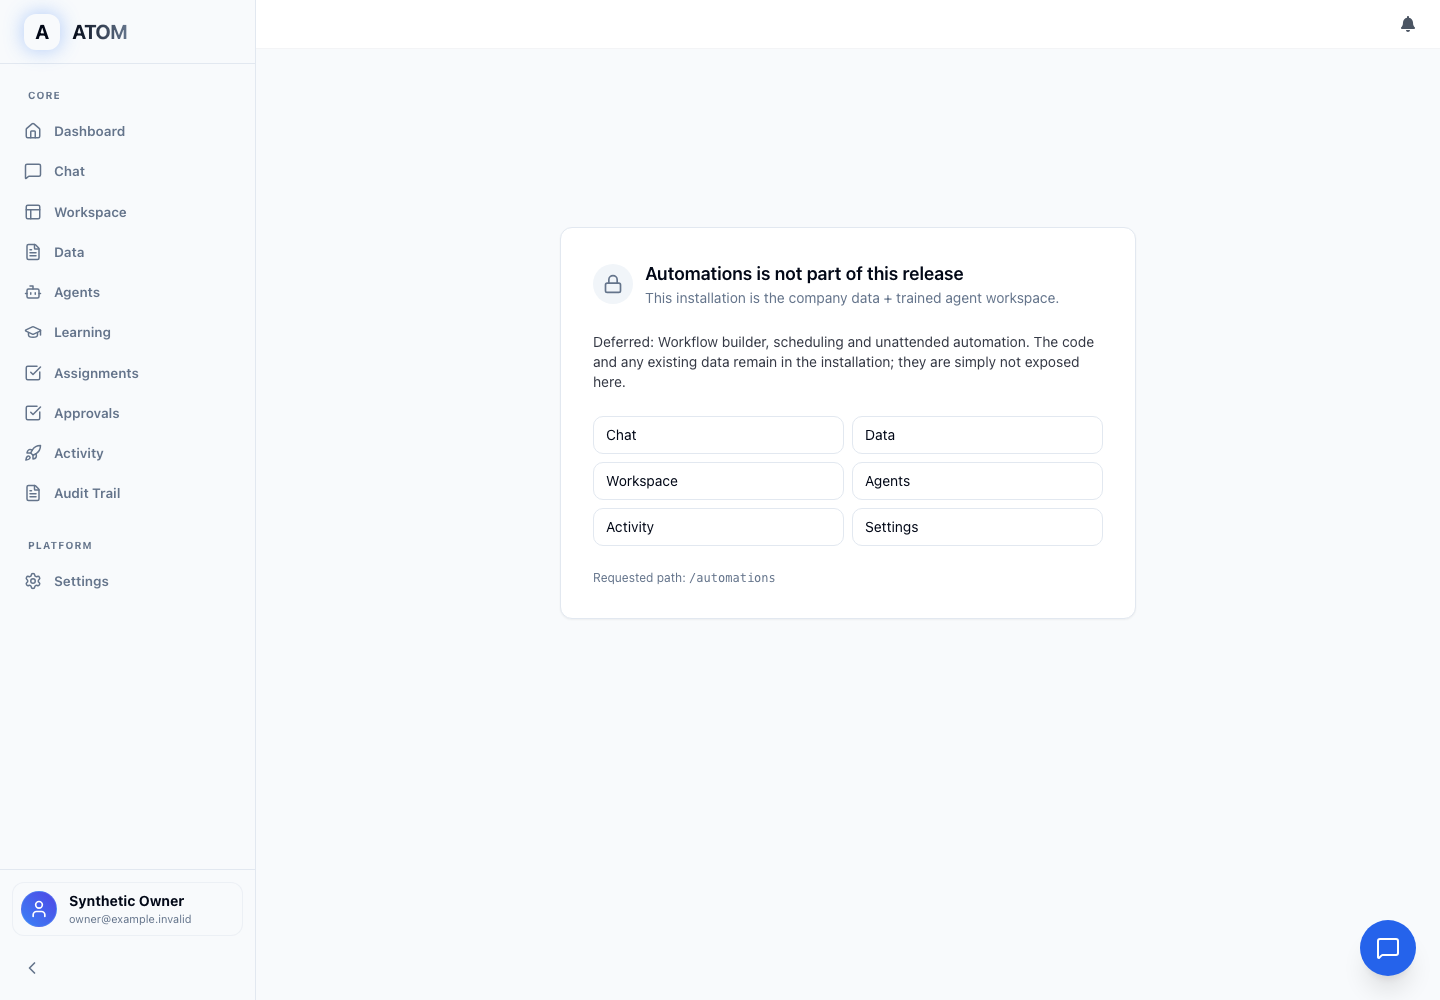 A ATOM
CORE
Dashboard
Chat
Workspace
Data
Agents
Learning
Assignments
Approvals
Activity
Audit Trail
PLATFORM
Settings
Synthetic Owner
owner@example.invalid
Automations is not part of this release
This installation is the company data + trained agent workspace.
Deferred: Workflow builder, scheduling and unattended automation. The code
and any existing data remain in the installation; they are simply not exposed
here.
Chat
Data
Workspace
Agents
Activity
Settings
Requested path: /automations